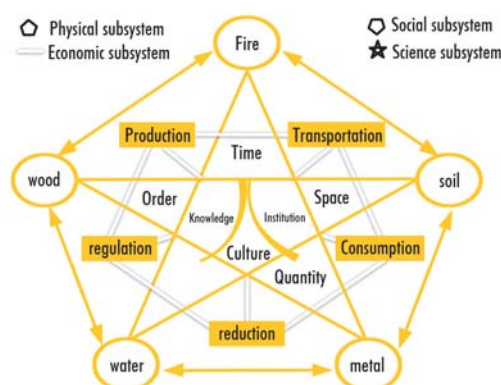 Physical subsystem
Social subsystem
Economic subsystem
Science subsystem
Fire
Production
Transportation
Time
wood
soil
Order
Space
Knowledge
Institution
regulation
Culture
Consumption
Quantity
reduction
water
metal